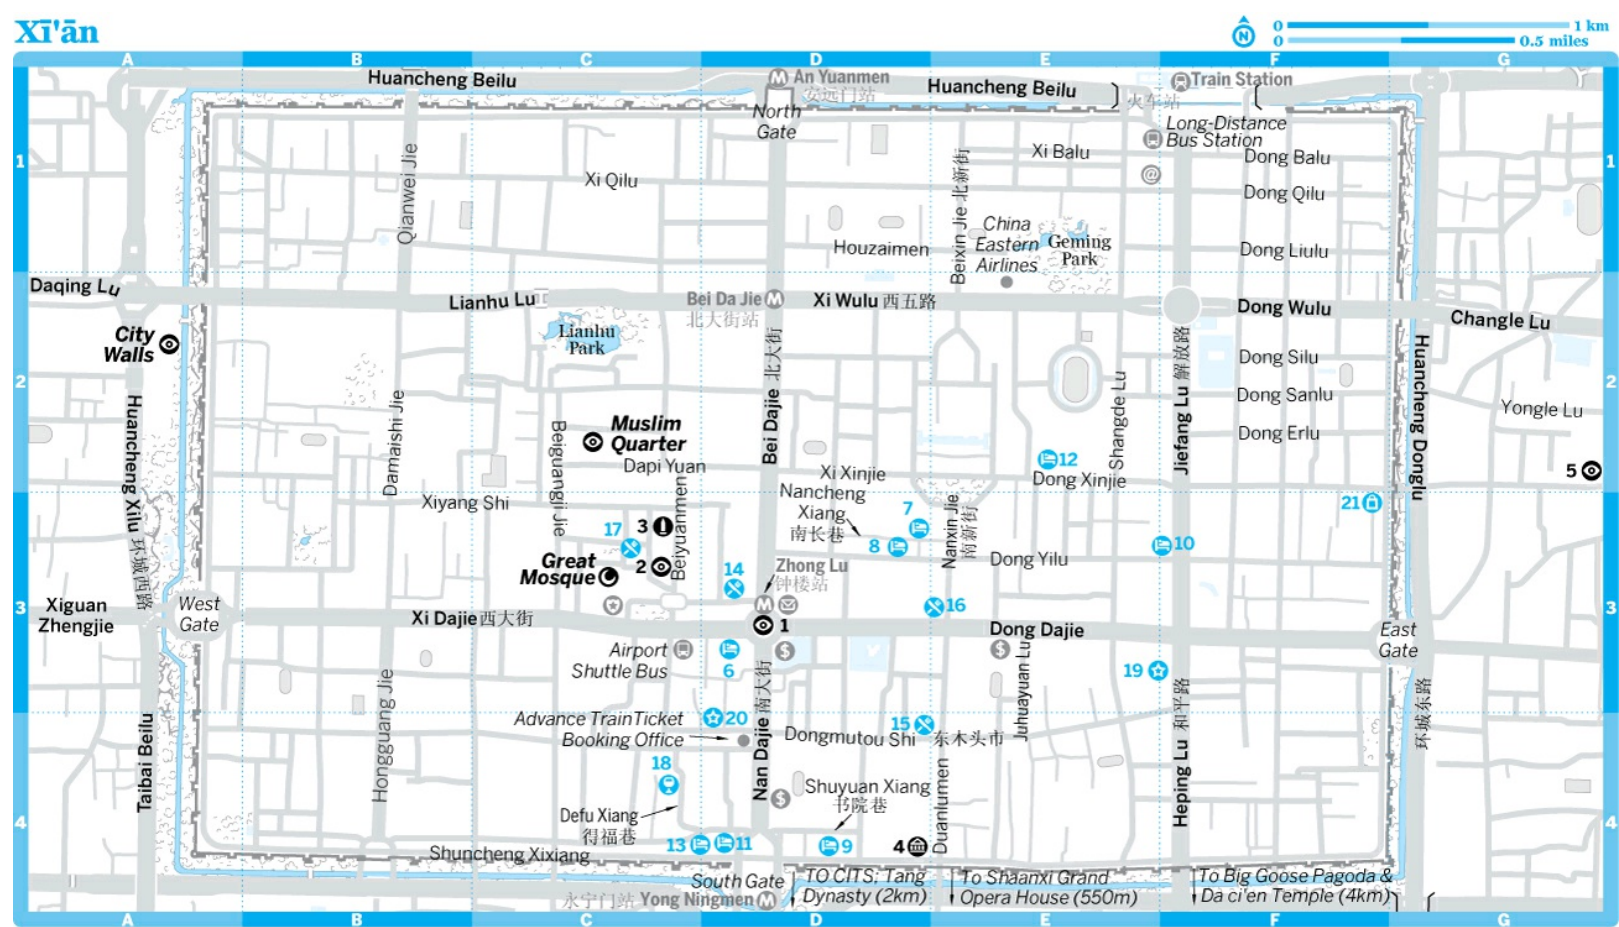 Xī'ān
0 1 km
0 0.5 miles
N
A B C D E F G
Huancheng Beilu
An Yuanmen
安远门站
Huancheng Beilu
Train Station
火车站
North
Gate
Long-Distance
Bus Station
@
1 1
Qianwei Jie
Xi Qilu
Xi Balu
Dong Balu
Dong Qilu
Beixin Jie 北新街
Houzaimen
China
Eastern
Airlines
Geming
Park
Dong Liulu
Daqing Lu
Lianhu Lu
Bei Da Jie
北大街站
Xi Wulu 西五路
Dong Wulu
Changle Lu
City
Walls
Lianhu
Park
Bei Dajie 北大街
Jiefang Lu 解放路
Dong Silu
2 2
Huancheng Xilu 环城西路
Damaishi Jie
Shangde Lu
Dong Sanlu
Huancheng Donglu
Yongle Lu
Muslim
Quarter
Beiguangji Jie
Dong Erlu
Dapi Yuan
12
5
Xi Xinjie
Dong Xinjie
Xiyang Shi
Beiyuanmen
Nancheng
Xiang
南长巷
7
21
17
3
8
Nanxin Jie
南新街
10
Great
Mosque
2
14
Zhong Lu
钟楼站
Dong Yilu
Xiguan
Zhengjie
West
Gate
3 3
Xi Dajie 西大街
16
1
Dong Dajie
East
Gate
Airport
Shuttle Bus
6
$
$
Juhuayuan Lu
19
Hongguang Jie
Nan Dajie 南大街
Heping Lu 和平路
环城东路
Taibai Beilu
Advance TrainTicket
Booking Office
20
15
Dongmutou Shi 东木头市
18
$
Shuyuan Xiang
书院巷
Duanlumen
Defu Xiang
得福巷
4 4
13
11
9
4
Shuncheng Xixiang
South Gate
永宁门站 Yong Ningmen
TO CITS; Tang
Dynasty (2km)
To Shaanxi Grand
Opera House (550m)
To Big Goose Pagoda &
Da ci'en Temple (4km)
A B C D E F G